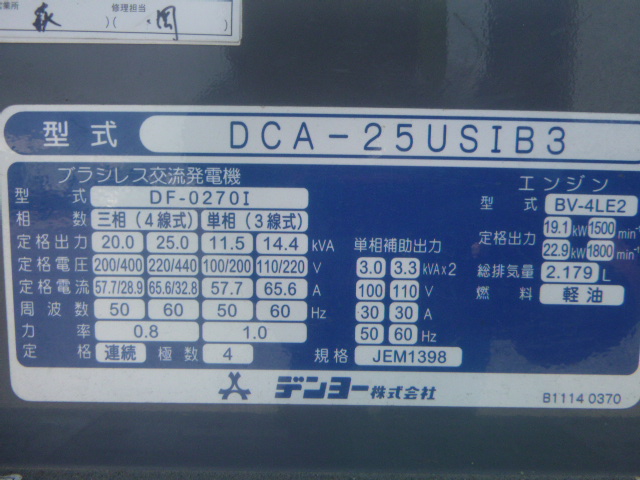 修理担当
森 )( ・岡
型式 DCA-25USIB3
ブラシレス交流発電機
型式 DF-0270I
相数 三相(4線式) 単相(3線式)
定格出力 20.0 25.0 11.5 14.4 kVA
定格電圧 200/400 220/440 100/200 110/220 V
定格電流 57.7/28.9 65.6/32.8 57.7 65.6 A
周波数 50 60 50 60 Hz
力率 0.8 1.0
定格 連続 極数 4
単相補助出力
3.0 3.3 kVA×2
100 110 V
30 30 A
50 60 Hz
規格 JEM1398
エンジン
型式 BV-4LE2
定格出力 19.1 kW 1500 min⁻¹
22.9 kW 1800 min⁻¹
総排気量 2.179 L
燃料 軽油
デンヨー株式会社
B1114 0370